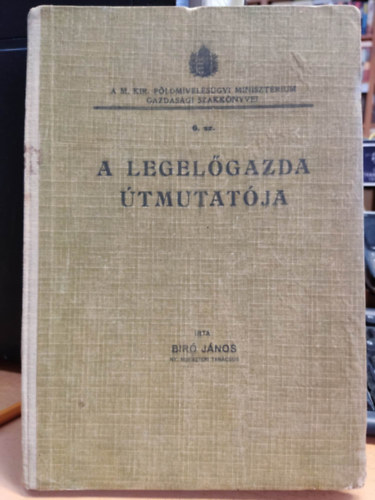 A M. KIR. FÖLDMIVELÉSÜGYI MINISZTERIUM
GAZDASÁGI SZAKKÖNYVEI
6. sz.
A LEGELŐGAZDA
ÚTMUTATÓJA
IRTA
BIRÓ JÁNOS